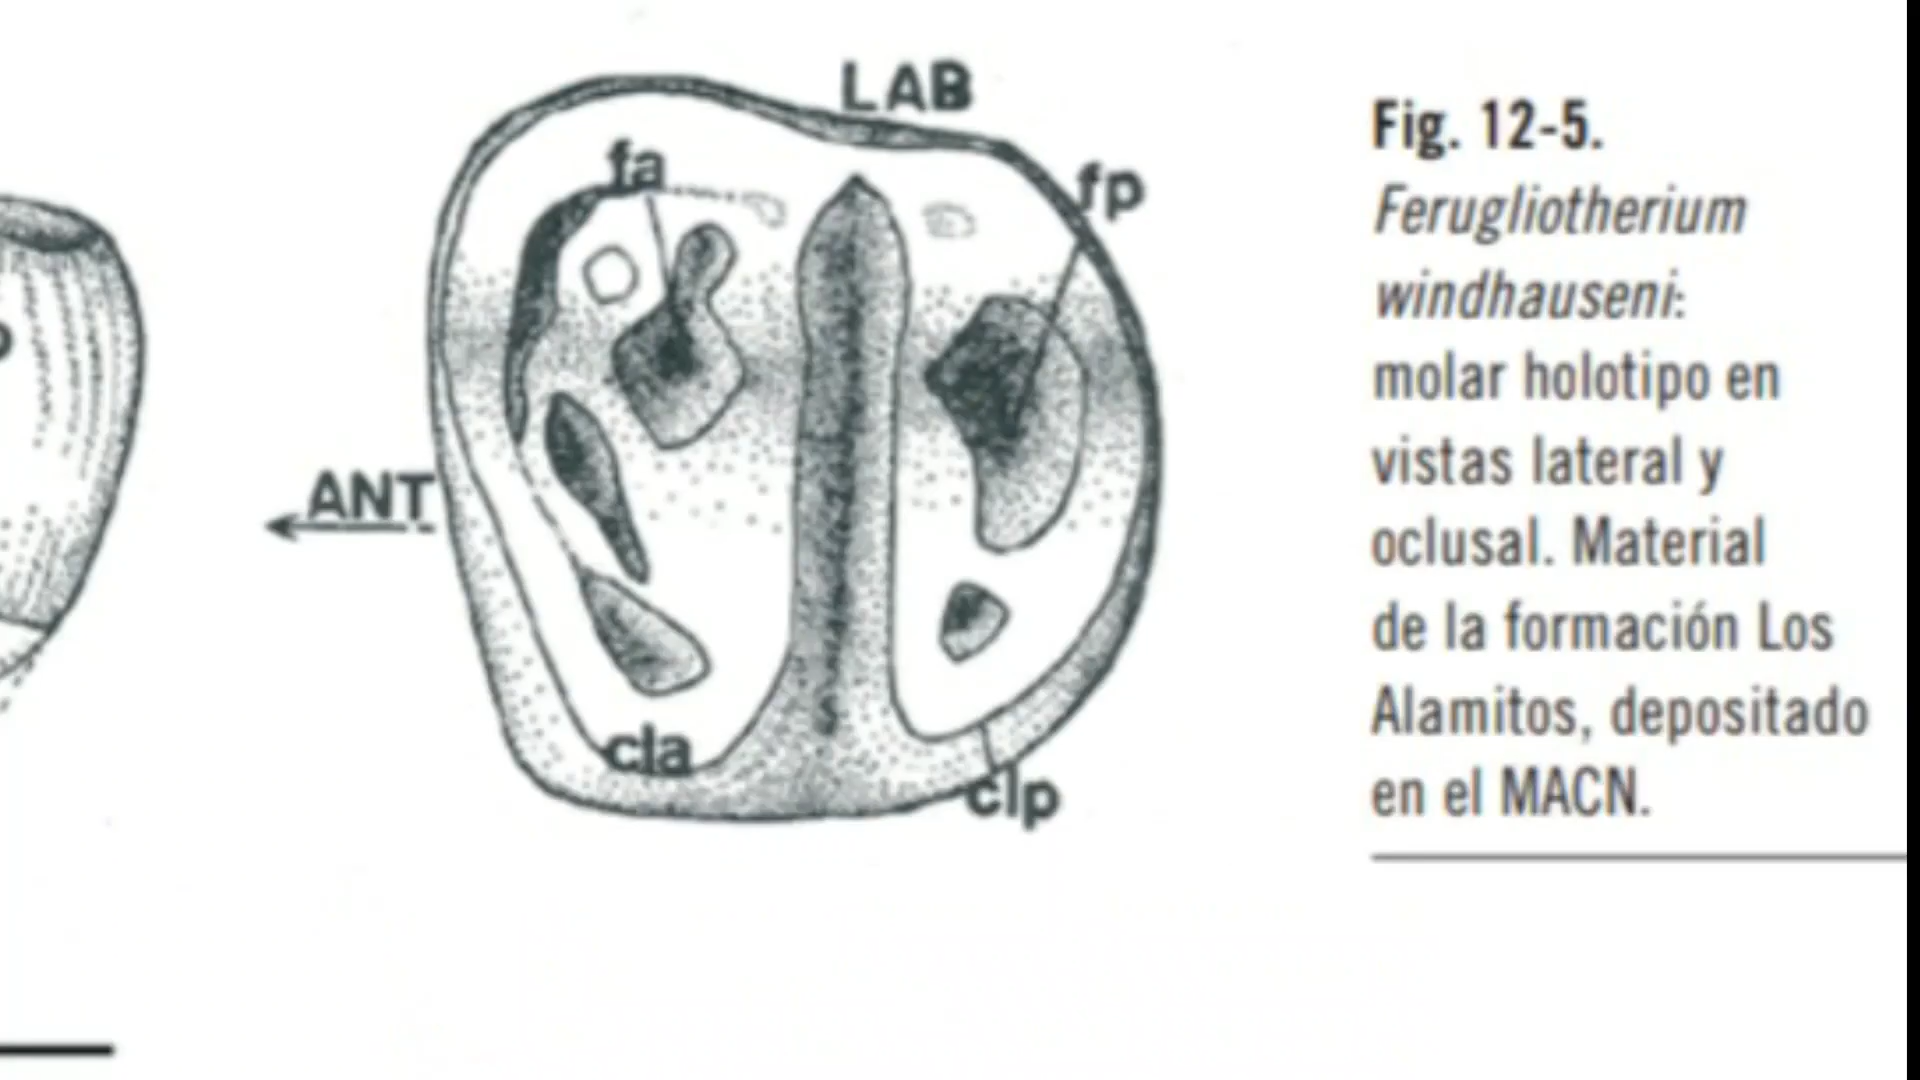 LAB
fa
fp
ANT
cla
clp
Fig. 12-5.
Ferugliotherium
windhauseni:
molar holotipo en
vistas lateral y
oclusal. Material
de la formación Los
Alamitos, depositado
en el MACN.